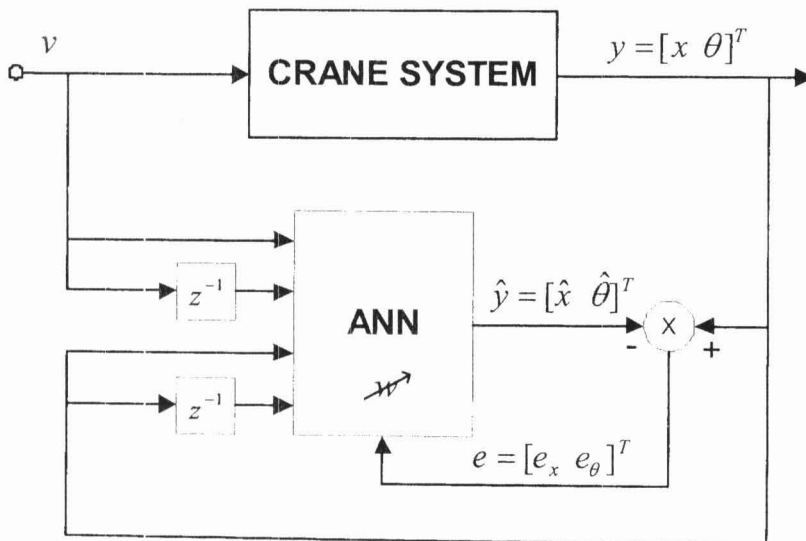 v
CRANE SYSTEM
y = [x θ]^T
z^{-1}
ANN
w
z^{-1}
ŷ = [x̂ θ̂]^T
X
-
+
e = [e_x e_θ]^T